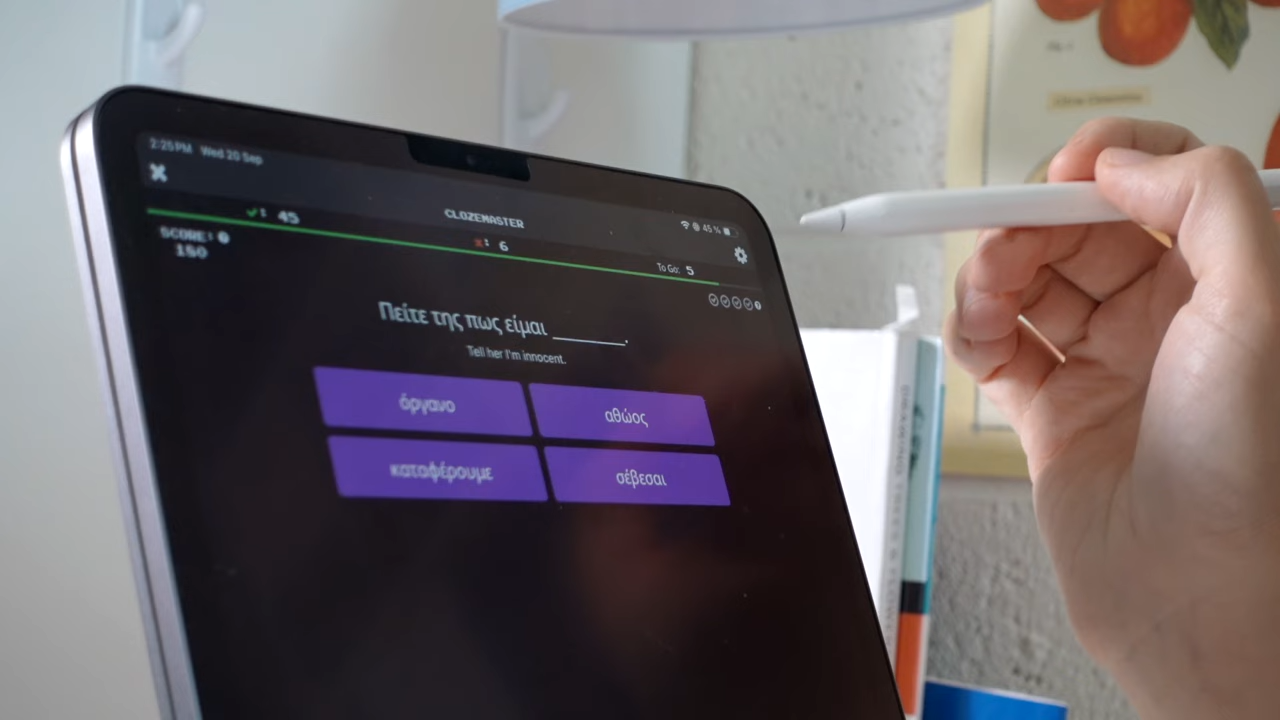 2:25 PM Wed 20 Sep
45 %
CLOZEMASTER
45
6
To Go: 5
SCORE:
180
Πείτε της πως είμαι ______.
Tell her I'm innocent.
όργανο
αθώος
καταφέρουμε
σέβεσαι